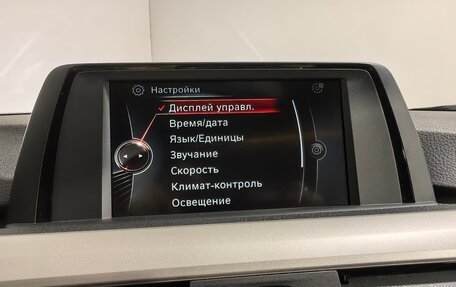 Настройки
Дисплей управл.
Время/дата
Язык/Единицы
Звучание
Скорость
Климат-контроль
Освещение